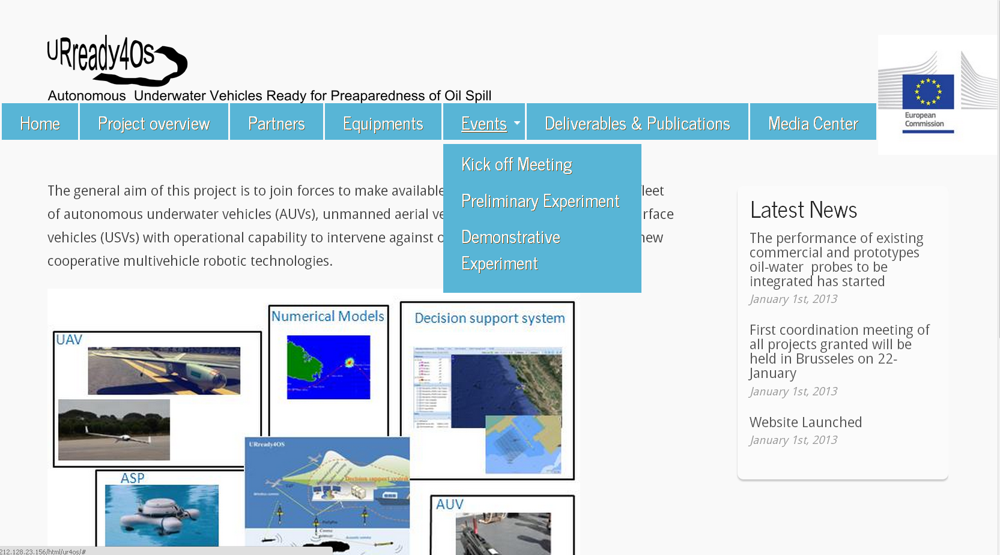 URready4Os
Autonomous  Underwater Vehicles Ready for Preaparedness of Oil Spill
European
Commission
Home
Project overview
Partners
Equipments
Events
Deliverables & Publications
Media Center
Kick off Meeting
Preliminary Experiment
Demonstrative
Experiment
The general aim of this project is to join forces to make available leet
of autonomous underwater vehicles (AUVs), unmanned aerial ve rface
vehicles (USVs) with operational capability to intervene against o new
cooperative multivehicle robotic technologies.
Latest News
The performance of existing
commercial and prototypes
oil-water  probes to be
integrated has started
January 1st, 2013
First coordination meeting of
all projects granted will be
held in Brusseles on 22-
January
January 1st, 2013
Website Launched
January 1st, 2013
UAV
Numerical Models
Decision support system
URready4OS
Decision support system
ASP
AUV
212.128.23.156/html/ur4os/#